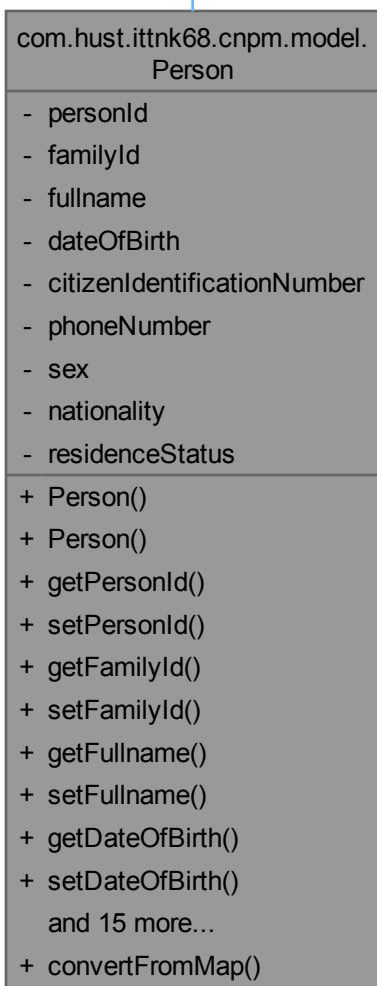 com.hust.ittnk68.cnpm.model.
Person
- personId
- familyId
- fullname
- dateOfBirth
- citizenIdentificationNumber
- phoneNumber
- sex
- nationality
- residenceStatus
+ Person()
+ Person()
+ getPersonId()
+ setPersonId()
+ getFamilyId()
+ setFamilyId()
+ getFullname()
+ setFullname()
+ getDateOfBirth()
+ setDateOfBirth()
and 15 more...
+ convertFromMap()